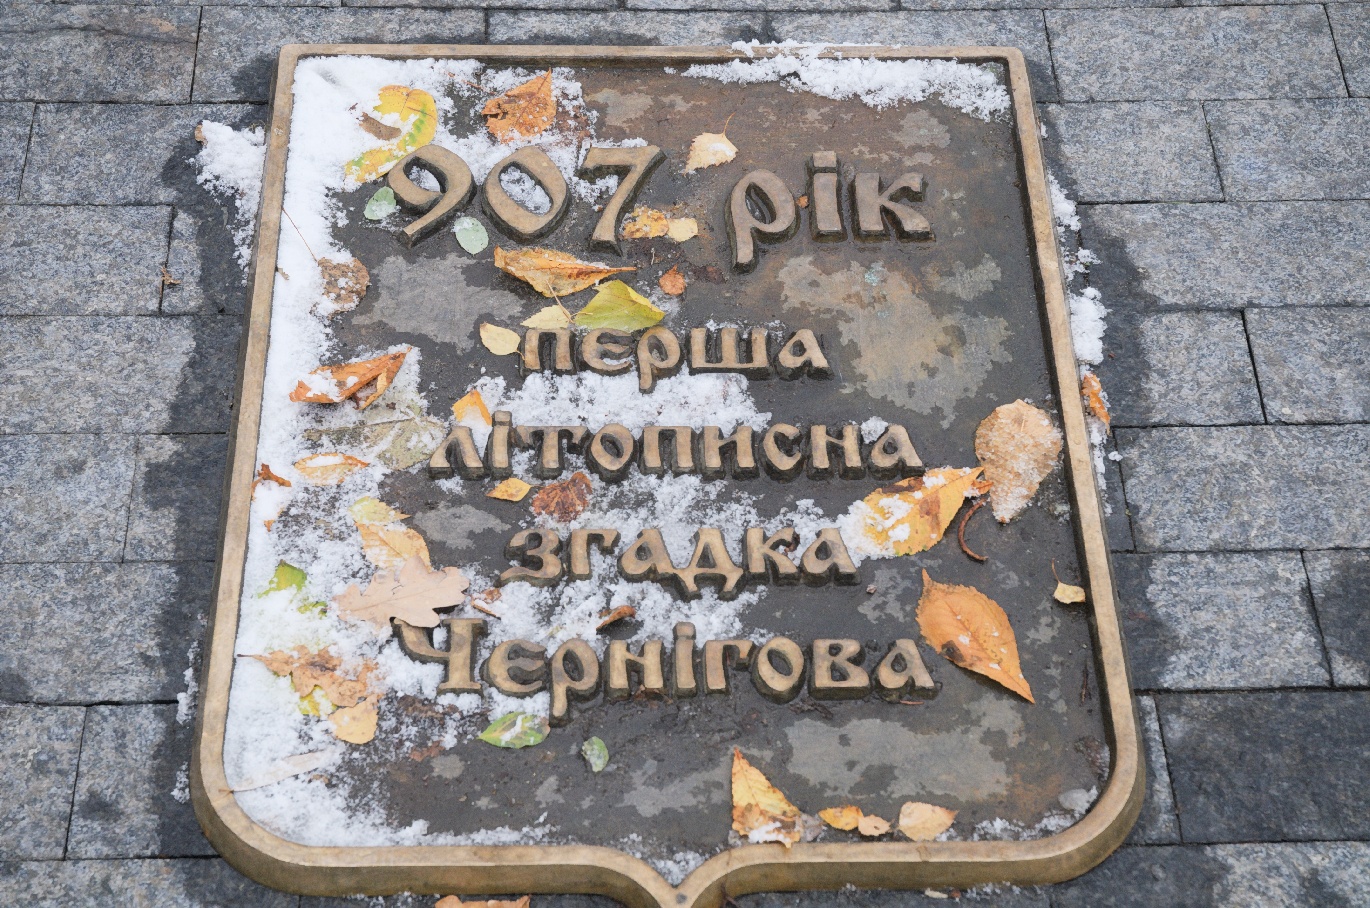 907 рік
перша
літописна
згадка
Чернігова